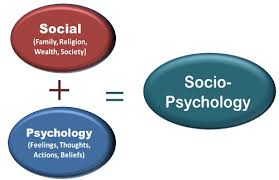 Social
(Family, Religion,
Wealth, Society)
+
=
Socio-
Psychology
Psychology
(Feelings, Thoughts,
Actions, Beliefs)